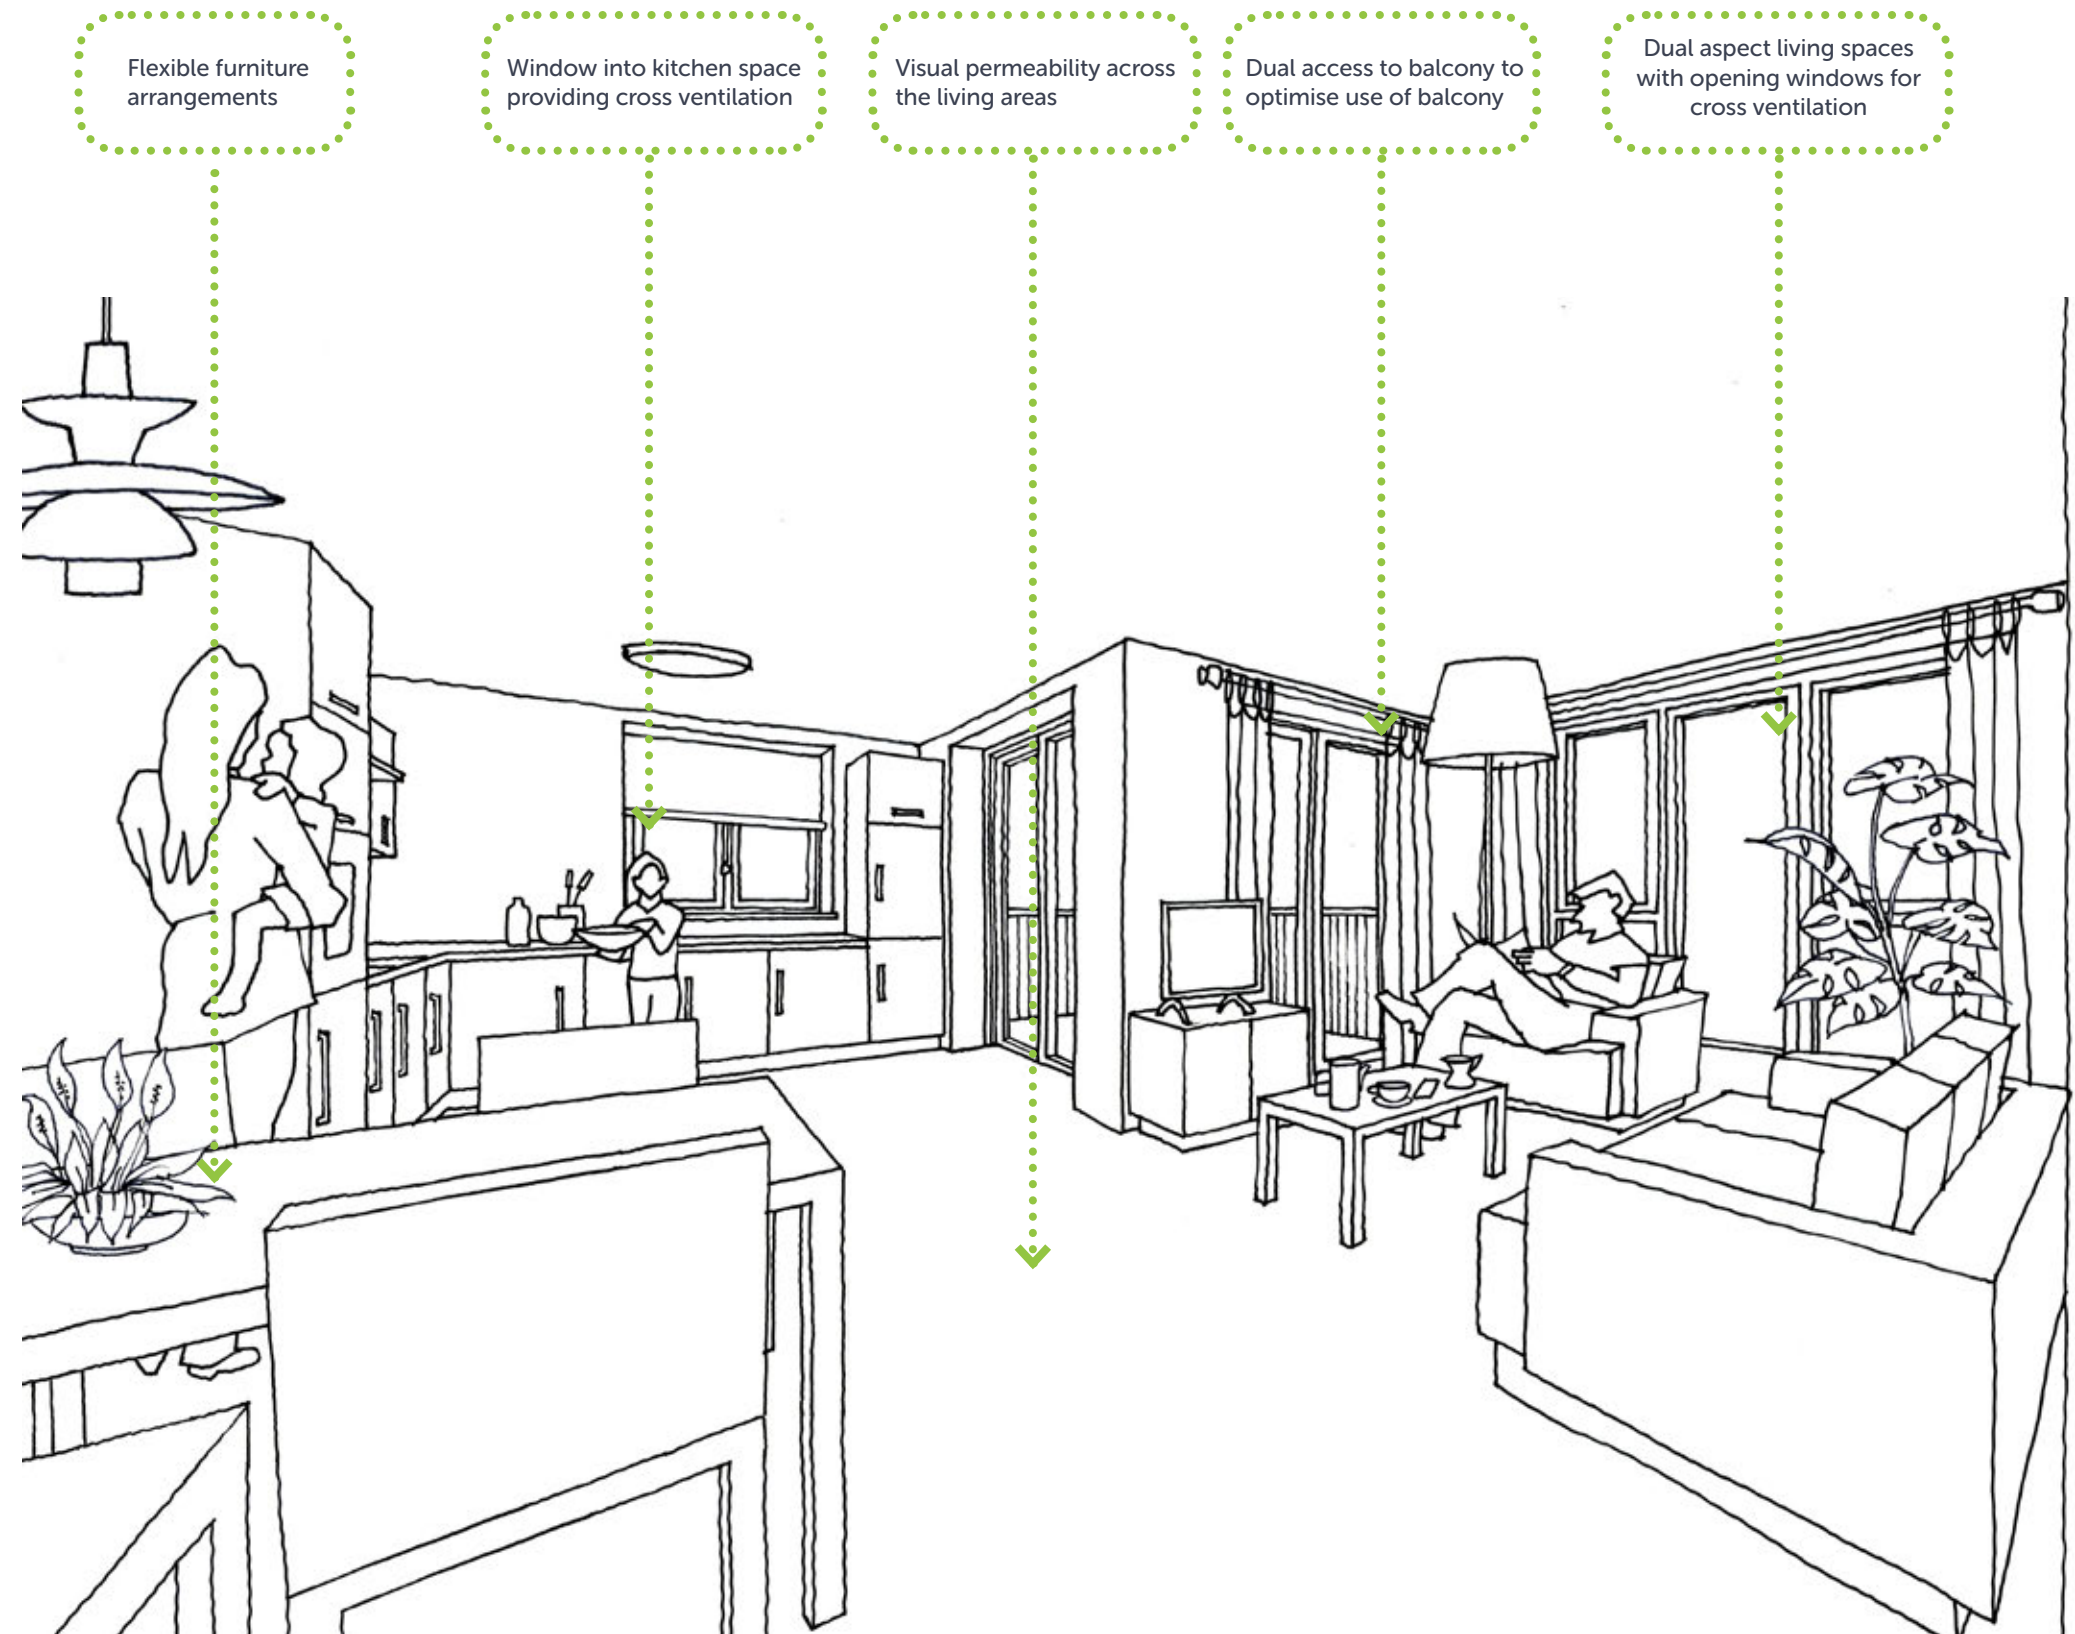 Flexible furniture
arrangements
Window into kitchen space
providing cross ventilation
Visual permeability across
the living areas
Dual access to balcony to
optimise use of balcony
Dual aspect living spaces
with opening windows for
cross ventilation